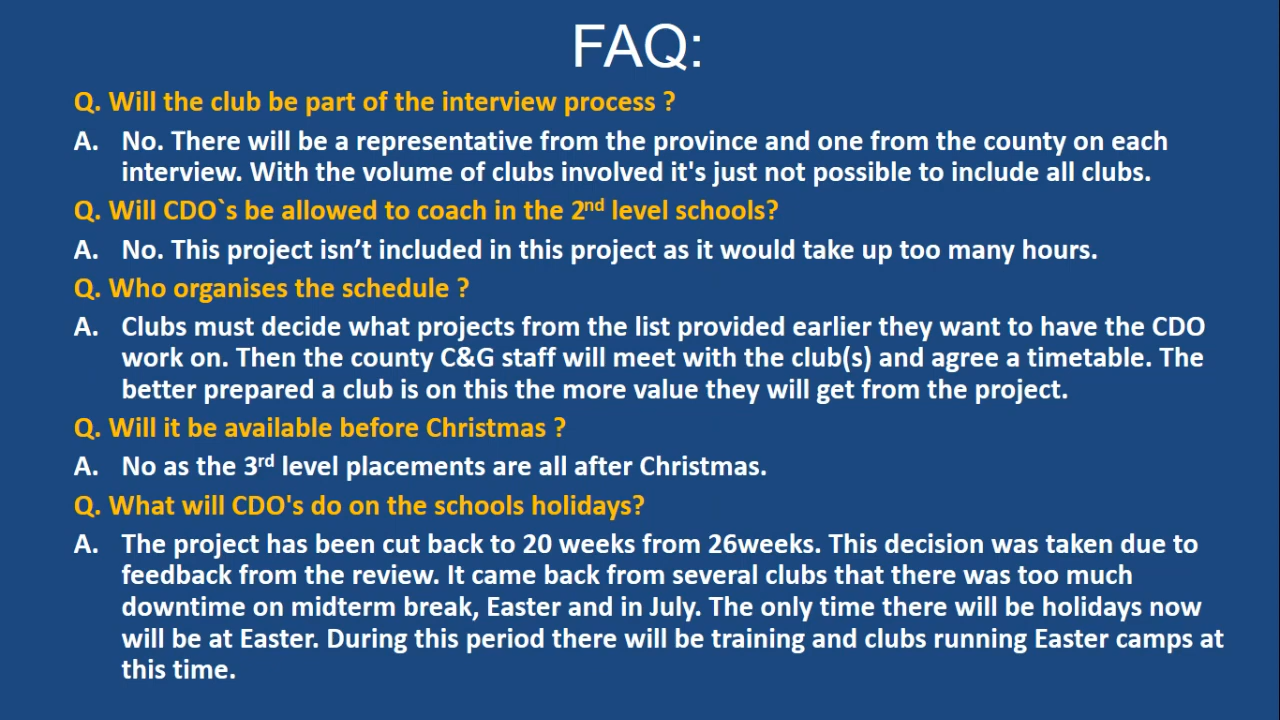 FAQ:
Q. Will the club be part of the interview process ?
A. No. There will be a representative from the province and one from the county on each
interview. With the volume of clubs involved it's just not possible to include all clubs.
Q. Will CDO`s be allowed to coach in the 2nd level schools?
A. No. This project isn’t included in this project as it would take up too many hours.
Q. Who organises the schedule ?
A. Clubs must decide what projects from the list provided earlier they want to have the CDO
work on. Then the county C&G staff will meet with the club(s) and agree a timetable. The
better prepared a club is on this the more value they will get from the project.
Q. Will it be available before Christmas ?
A. No as the 3rd level placements are all after Christmas.
Q. What will CDO's do on the schools holidays?
A. The project has been cut back to 20 weeks from 26weeks. This decision was taken due to
feedback from the review. It came back from several clubs that there was too much
downtime on midterm break, Easter and in July. The only time there will be holidays now
will be at Easter. During this period there will be training and clubs running Easter camps at
this time.